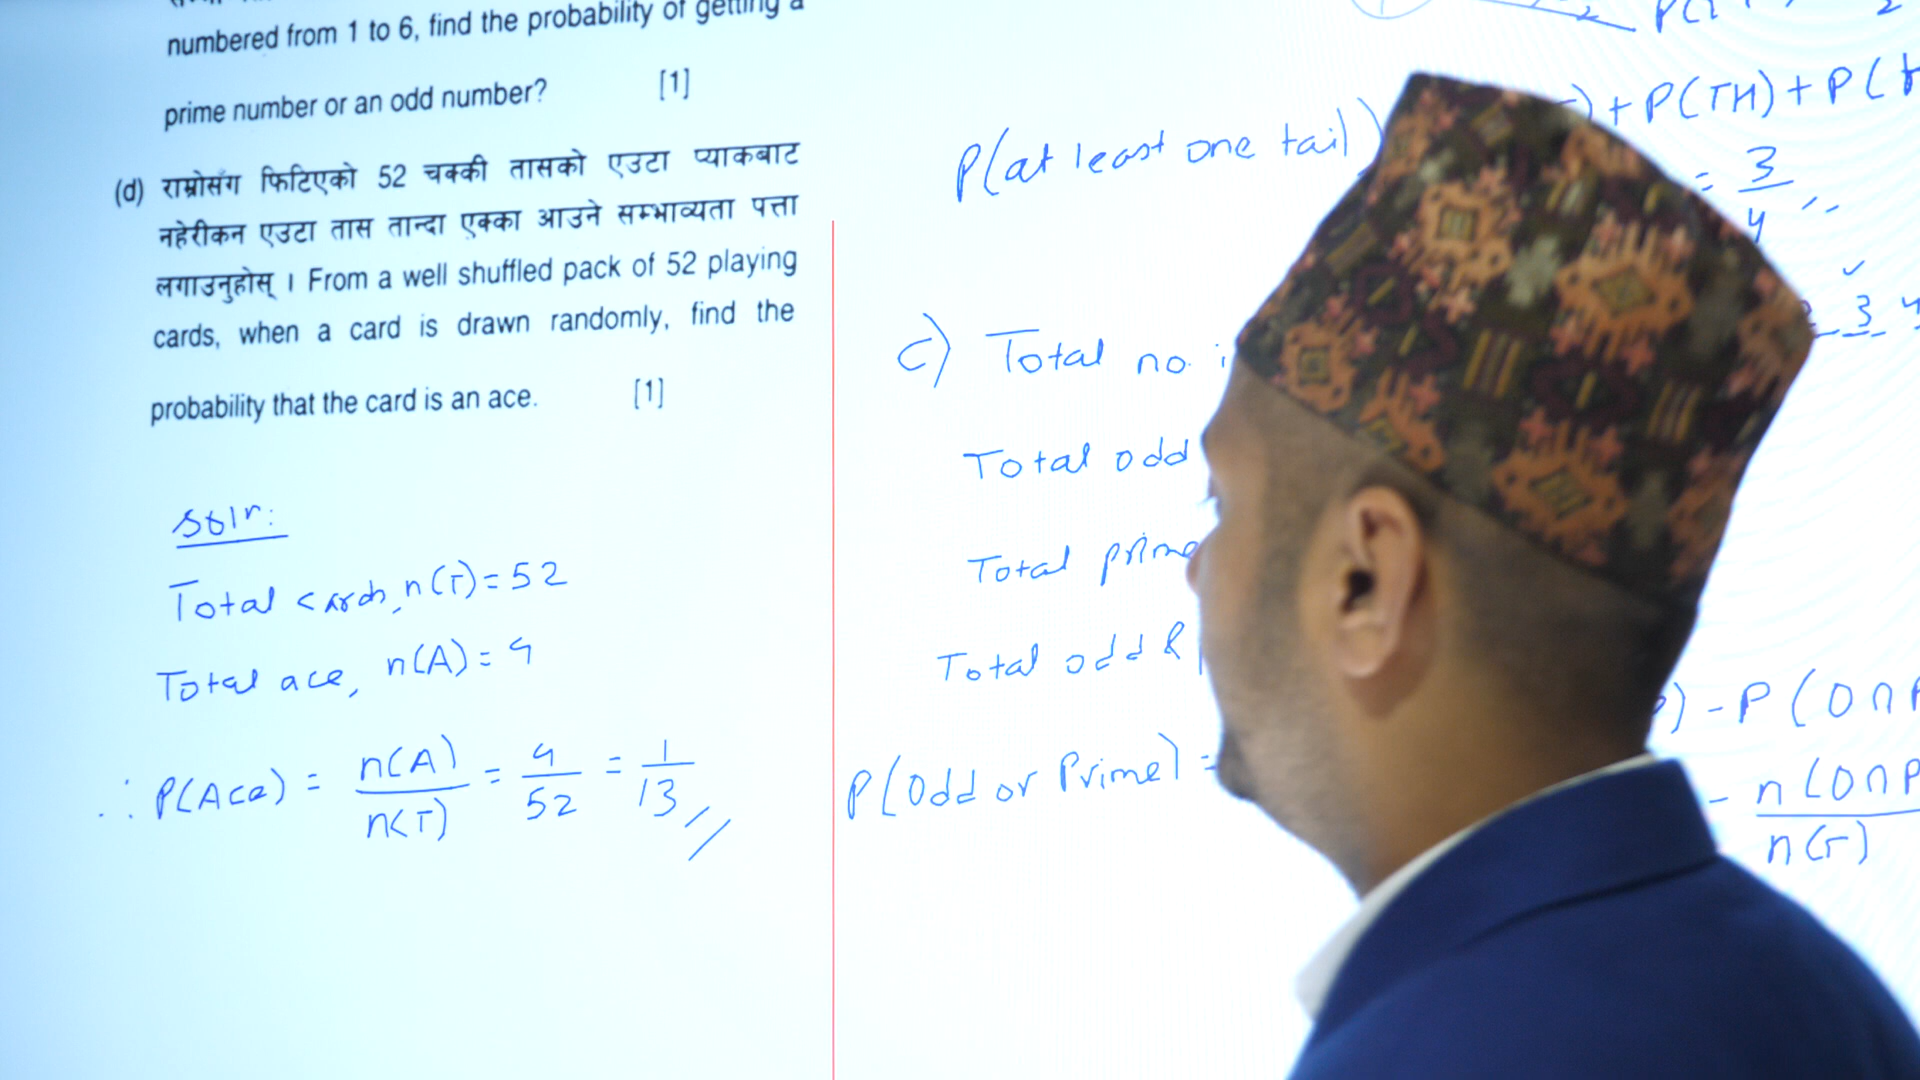 numbered from 1 to 6, find the probability of getting a
prime number or an odd number? [1]
(d) राम्रोसँग फिटिएको 52 चक्की तासको एउटा प्याकबाट
नहेरीकन एउटा तास तान्दा एक्का आउने सम्भाव्यता पत्ता
लगाउनुहोस् । From a well shuffled pack of 52 playing
cards, when a card is drawn randomly, find the
probability that the card is an ace. [1]
Soln:
Total cards, n(T) = 52
Total ace, n(A) = 4
∴ P(Ace) = n(A)/n(T) = 4/52 = 1/13
P(at least one tail) + P(TH) + P(
= 3/4
c) Total no.
3 4
Total odd
Total prime
Total odd &
) - P(O∩P
P(Odd or Prime) =
- n(O∩P/n(T)